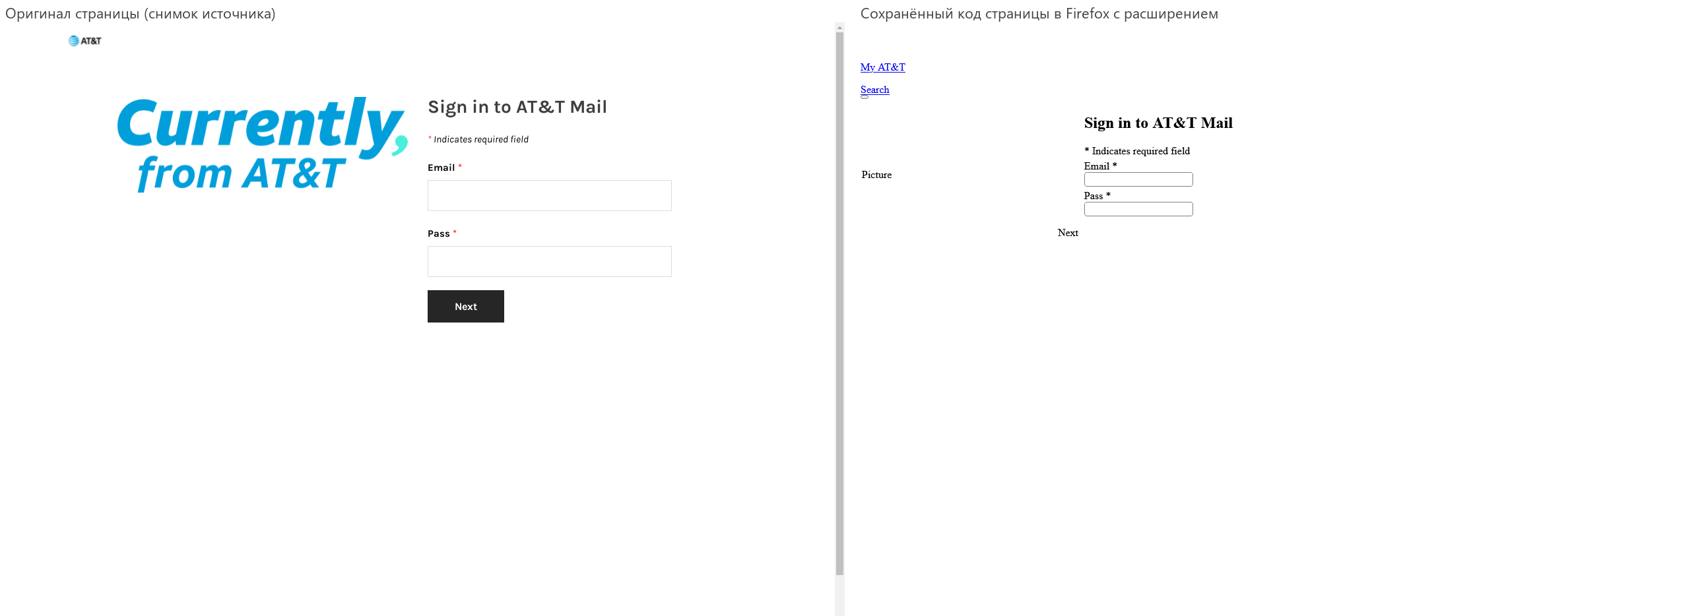 Оригинал страницы (снимок источника)
AT&T
Currently,
from AT&T
Sign in to AT&T Mail
* Indicates required field
Email *
Pass *
Next
Сохранённый код страницы в Firefox с расширением
My AT&T
Search
Picture
Sign in to AT&T Mail
* Indicates required field
Email *
Pass *
Next